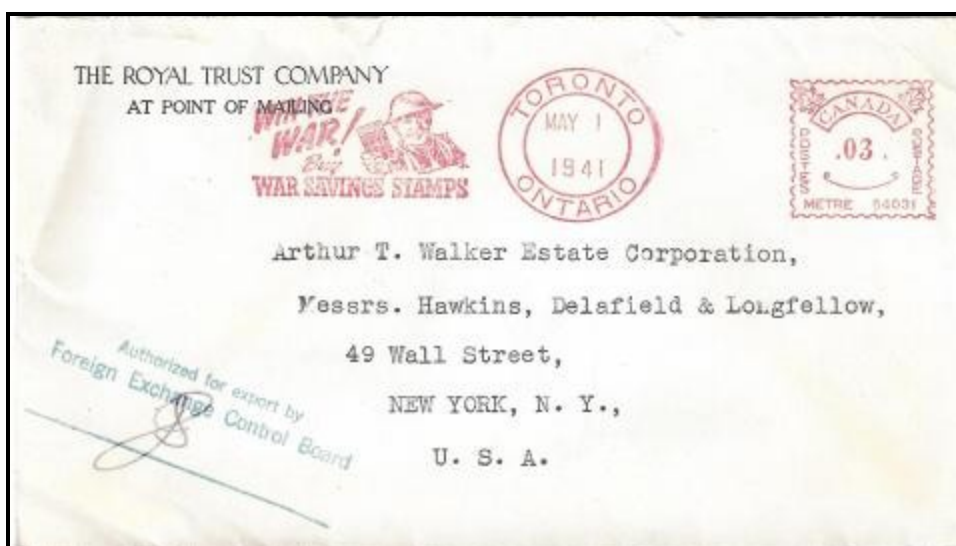 THE ROYAL TRUST COMPANY
AT POINT OF MAILING
WIN THE
WAR!
Buy
WAR SAVINGS STAMPS
TORONTO
MAY 1
1941
ONTARIO
CANADA
POSTES
.03.
POSTAGE
METRE 54031
Arthur T. Walker Estate Corporation,
Messrs. Hawkins, Delafield & Longfellow,
49 Wall Street,
NEW YORK, N. Y.,
U. S. A.
Authorized for export by
Foreign Exchange Control Board